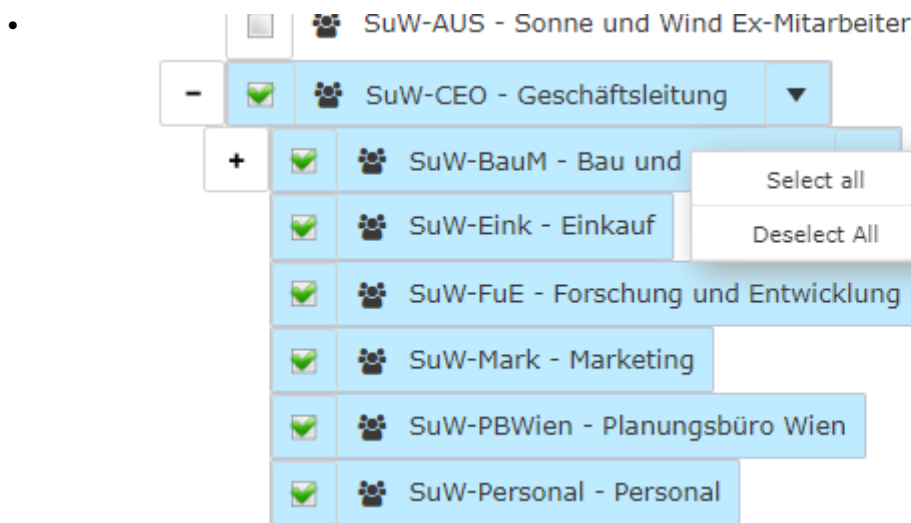 SuW-AUS - Sonne und Wind Ex-Mitarbeiter
SuW-CEO - Geschäftsleitung
SuW-BauM - Bau und
Select all
SuW-Eink - Einkauf
Deselect All
SuW-FuE - Forschung und Entwicklung
SuW-Mark - Marketing
SuW-PBWien - Planungsbüro Wien
SuW-Personal - Personal